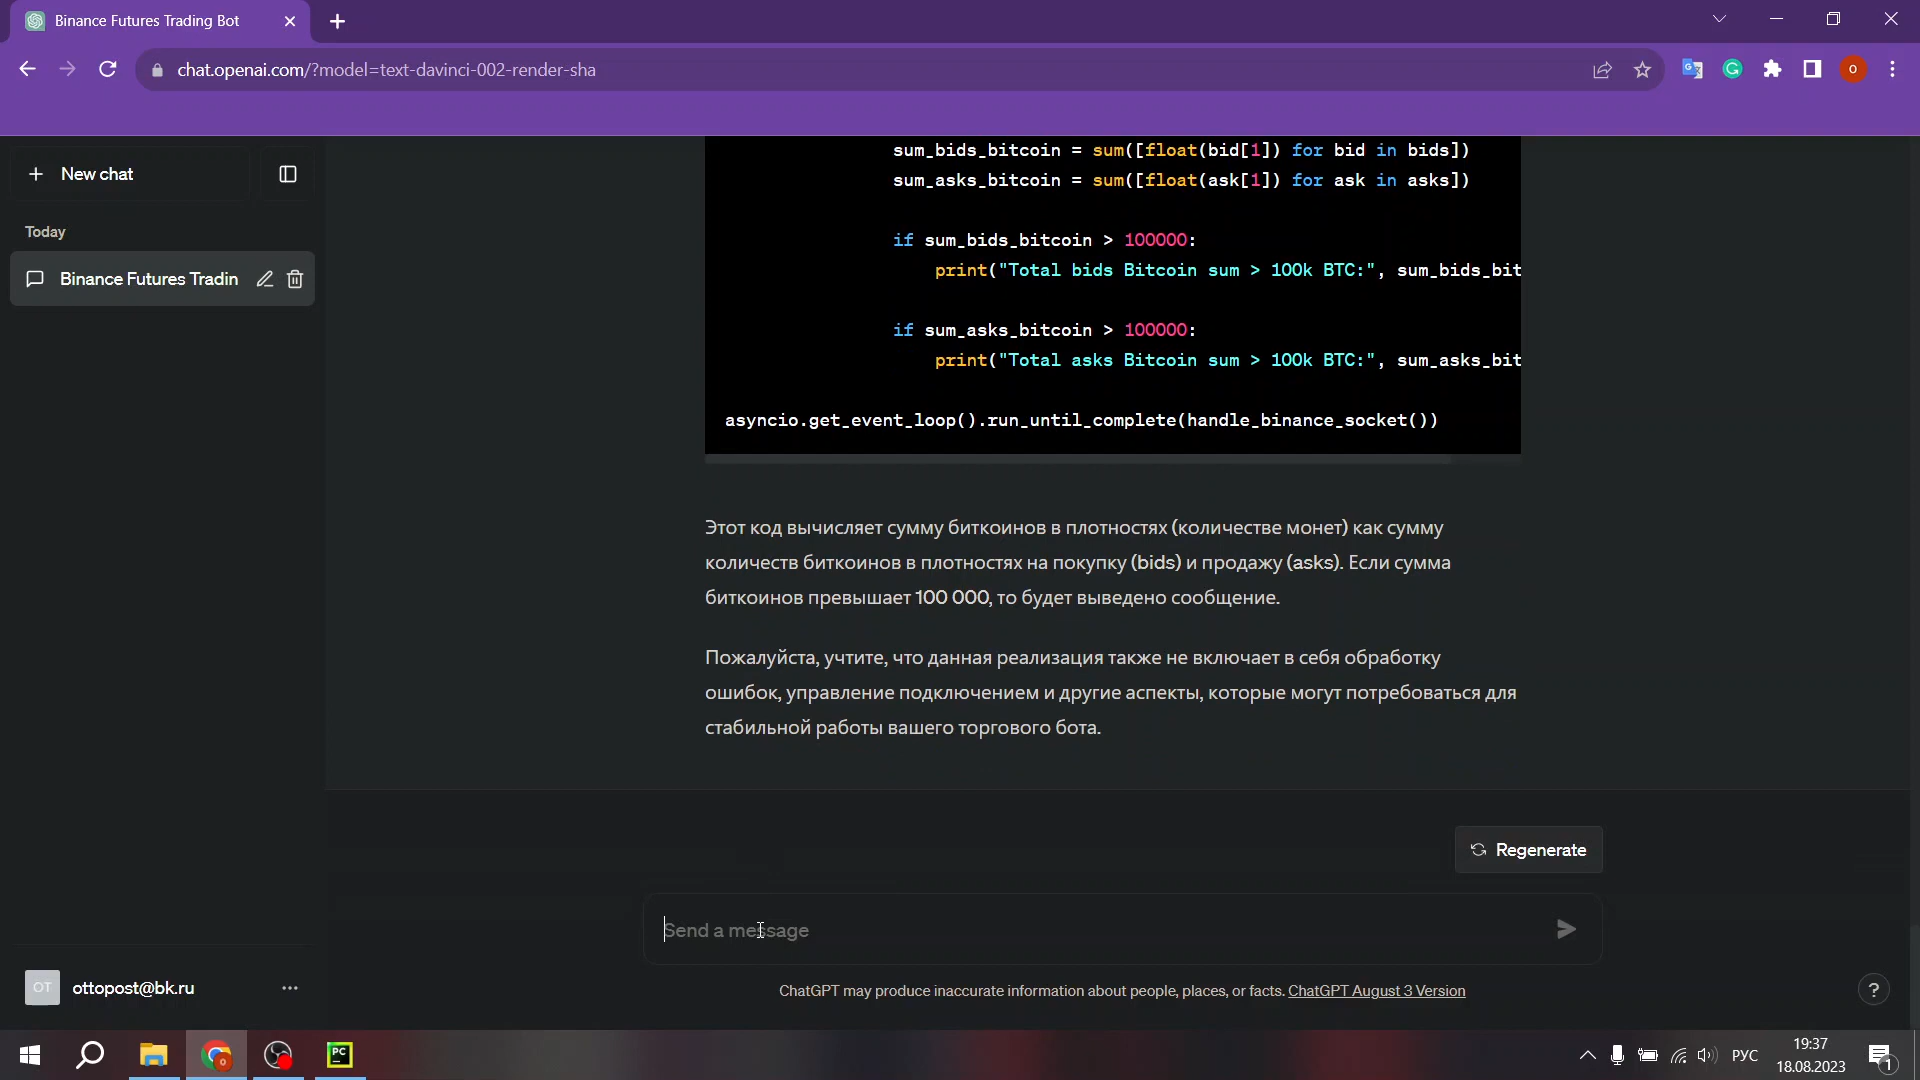 Binance Futures Trading Bot
chat.openai.com/?model=text-davinci-002-render-sha
New chat
Today
Binance Futures Tradin
sum_bids_bitcoin = sum([float(bid[1]) for bid in bids])
sum_asks_bitcoin = sum([float(ask[1]) for ask in asks])
if sum_bids_bitcoin > 100000:
print("Total bids Bitcoin sum > 100k BTC:", sum_bids_bit
if sum_asks_bitcoin > 100000:
print("Total asks Bitcoin sum > 100k BTC:", sum_asks_bit
asyncio.get_event_loop().run_until_complete(handle_binance_socket())
Этот код вычисляет сумму биткоинов в плотностях (количестве монет) как сумму
количеств биткоинов в плотностях на покупку (bids) и продажу (asks). Если сумма
биткоинов превышает 100 000, то будет выведено сообщение.
Пожалуйста, учтите, что данная реализация также не включает в себя обработку
ошибок, управление подключением и другие аспекты, которые могут потребоваться для
стабильной работы вашего торгового бота.
Regenerate
Send a message
ChatGPT may produce inaccurate information about people, places, or facts. ChatGPT August 3 Version
OT
ottopost@bk.ru
?
PC
РУС
19:37
18.08.2023
1